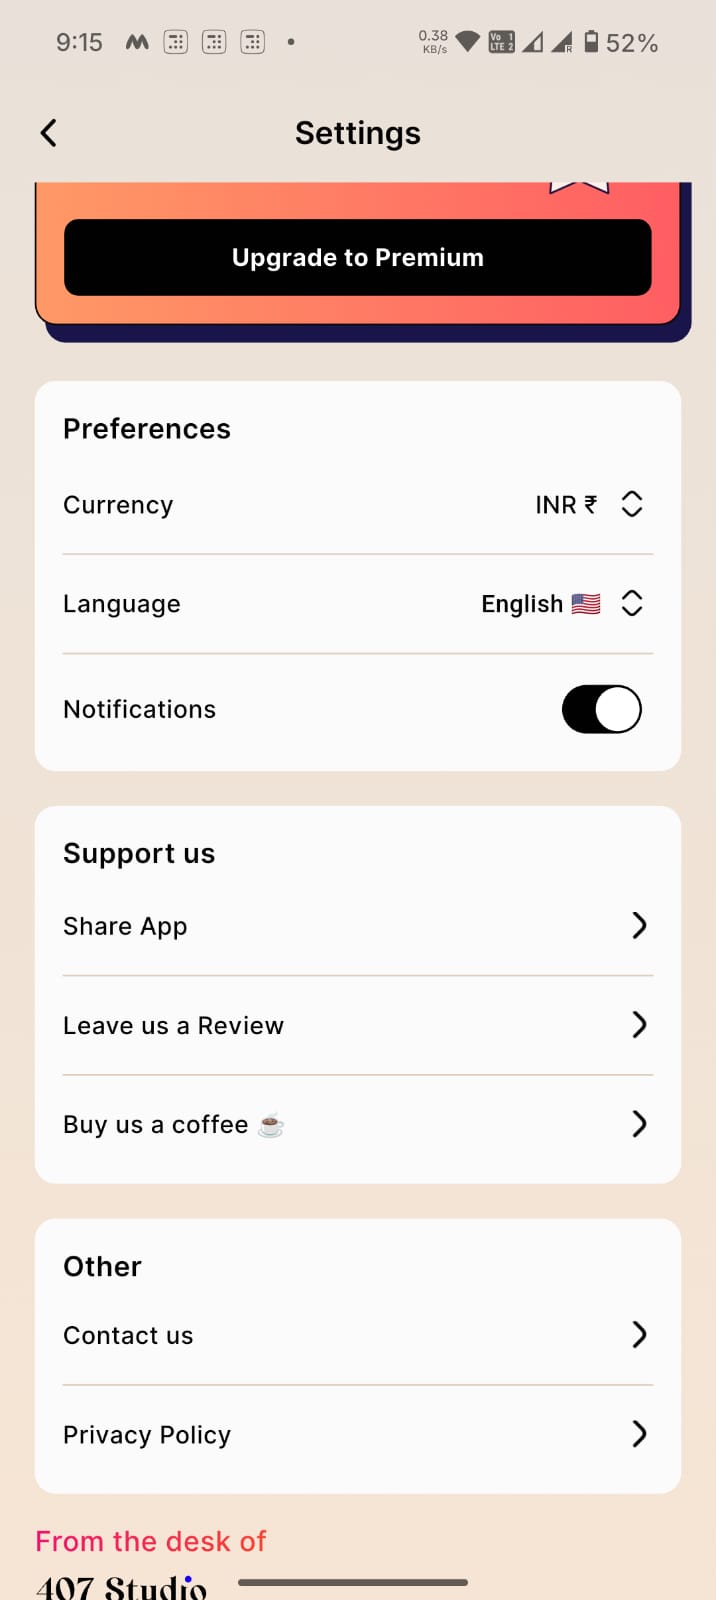 9:15 0.38 KB/s Vo 1 LTE 2 R 52%
Settings
Upgrade to Premium
Preferences
Currency INR ₹
Language English 🇺🇸
Notifications
Support us
Share App
Leave us a Review
Buy us a coffee ☕
Other
Contact us
Privacy Policy
From the desk of
407 Studio